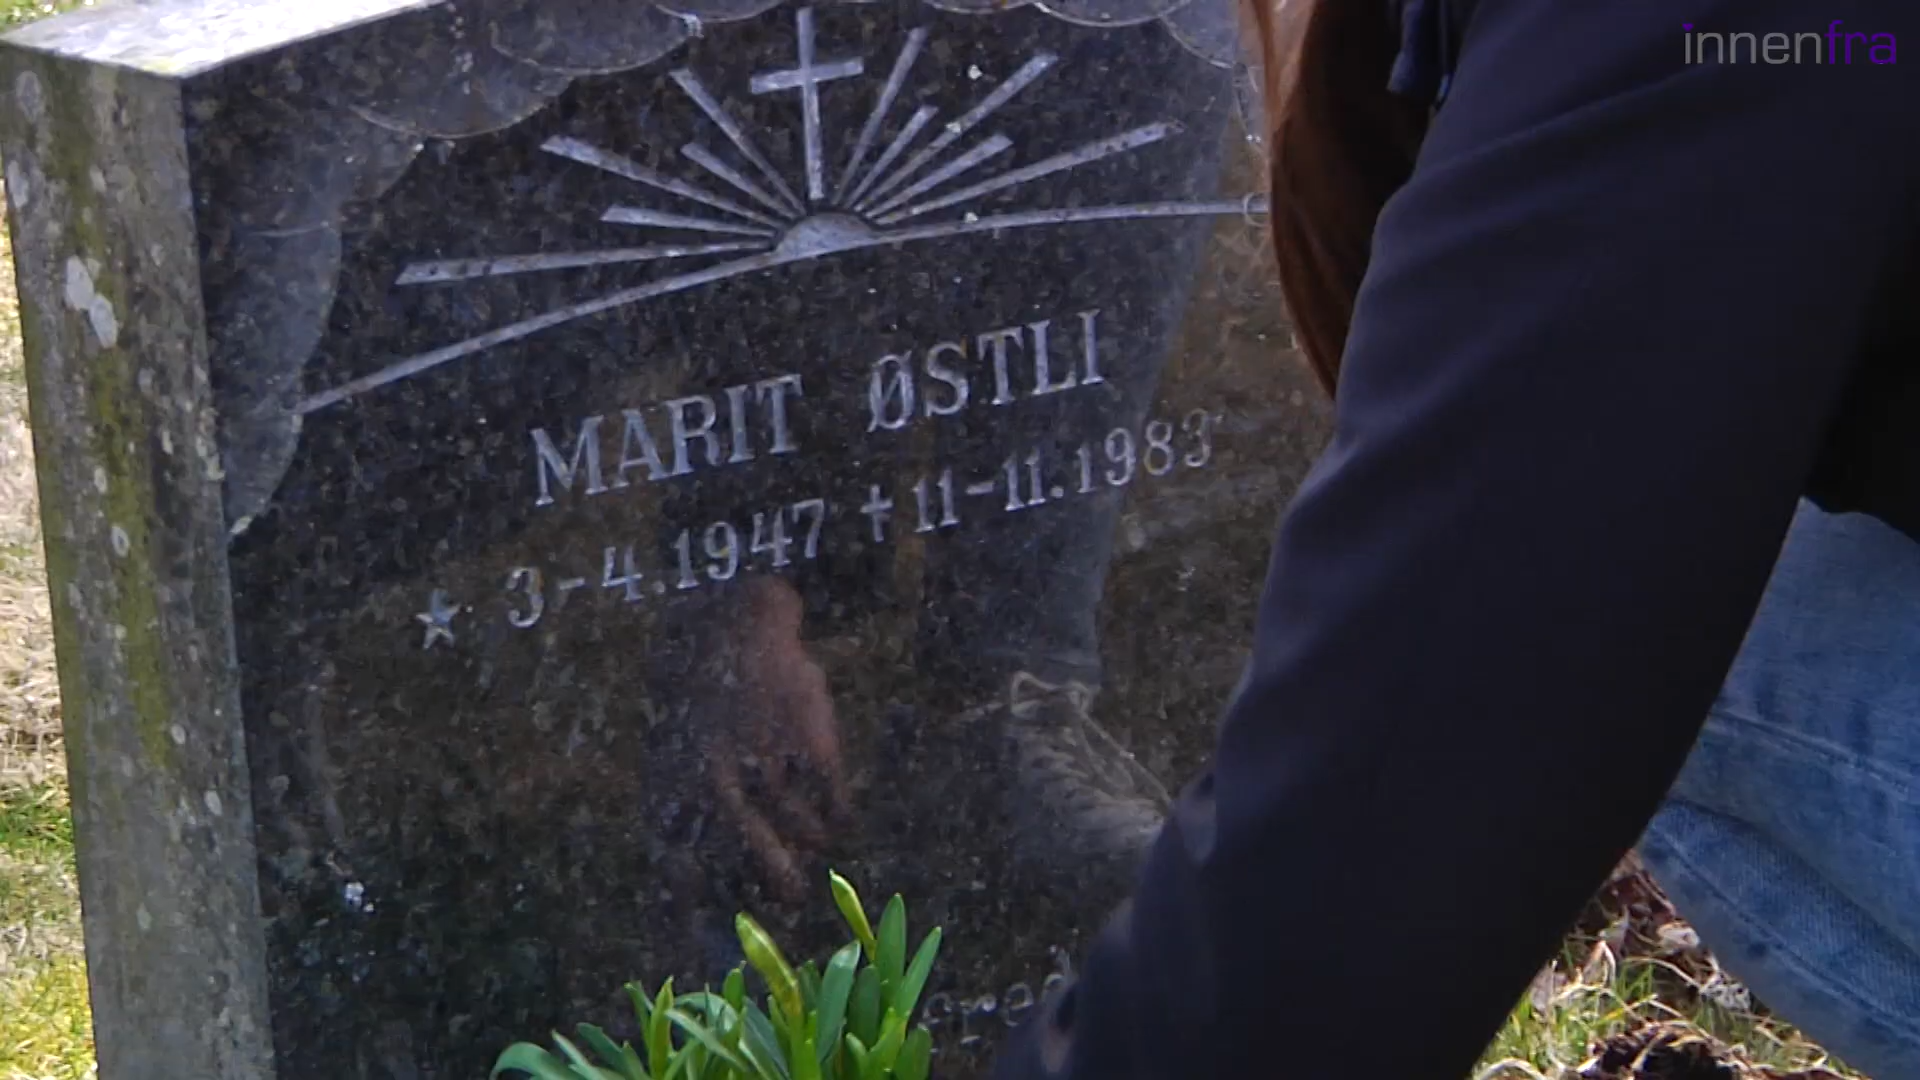 innenfra
MARIT ØSTLI
★ 3-4.1947 ✝ 11-11.1983